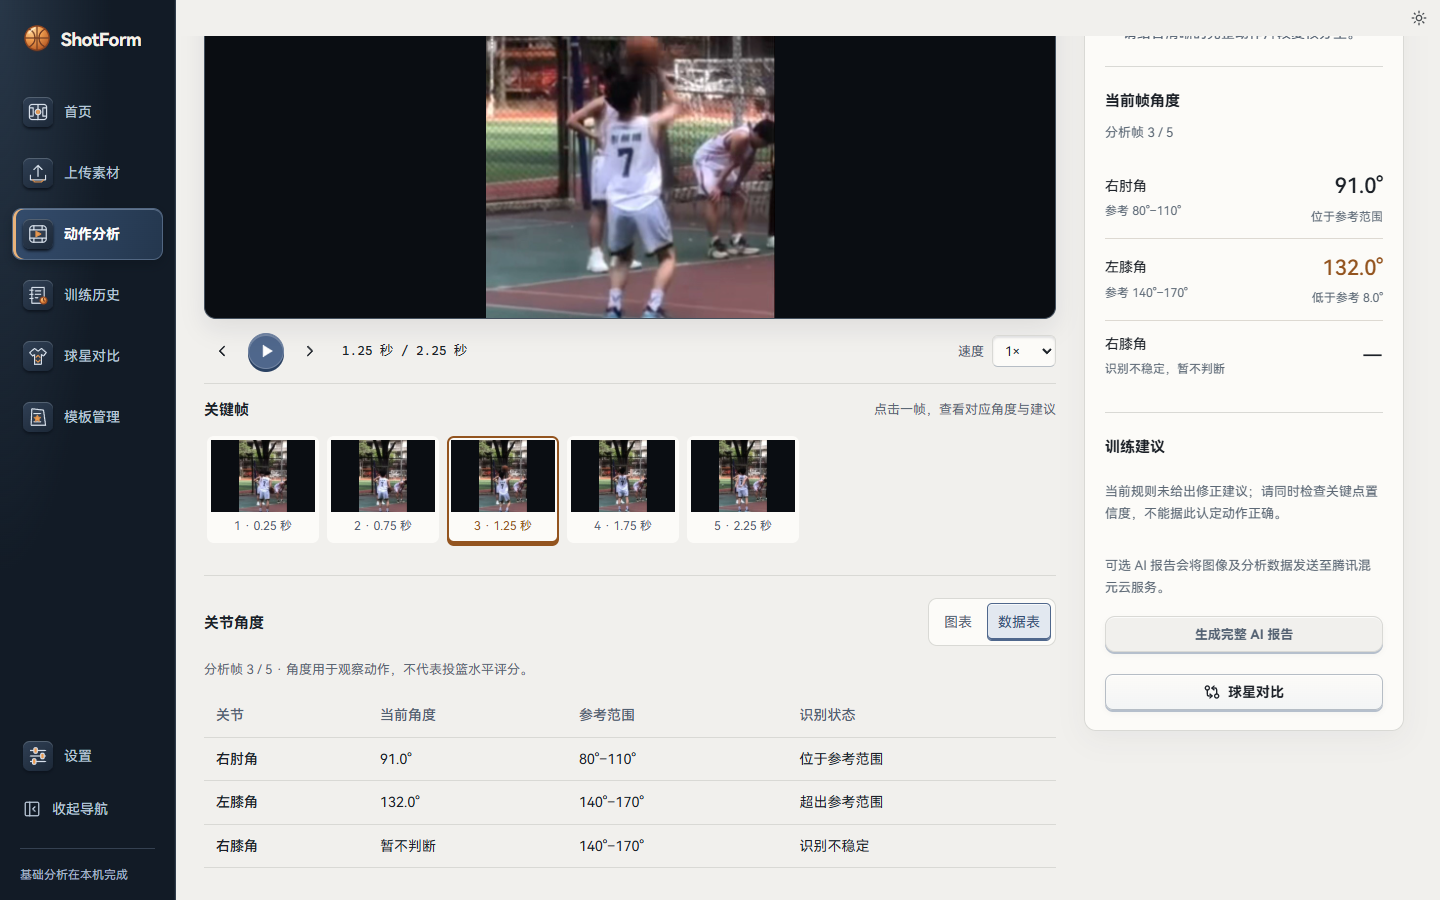 ShotForm
首页
上传素材
动作分析
训练历史
球星对比
模板管理
设置
收起导航
基础分析在本机完成
7
1.25 秒 / 2.25 秒
速度
1×
关键帧
点击一帧，查看对应角度与建议
1 · 0.25 秒
2 · 0.75 秒
3 · 1.25 秒
4 · 1.75 秒
5 · 2.25 秒
关节角度
图表
数据表
分析帧 3 / 5 · 角度用于观察动作，不代表投篮水平评分。
关节 当前角度 参考范围 识别状态
右肘角 91.0° 80°–110° 位于参考范围
左膝角 132.0° 140°–170° 超出参考范围
右膝角 暂不判断 140°–170° 识别不稳定
当前帧角度
分析帧 3 / 5
右肘角 91.0°
参考 80°–110° 位于参考范围
左膝角 132.0°
参考 140°–170° 低于参考 8.0°
右膝角 —
识别不稳定，暂不判断
训练建议
当前规则未给出修正建议；请同时检查关键点置
信度，不能据此认定动作正确。
可选 AI 报告会将图像及分析数据发送至腾讯混
元云服务。
生成完整 AI 报告
球星对比